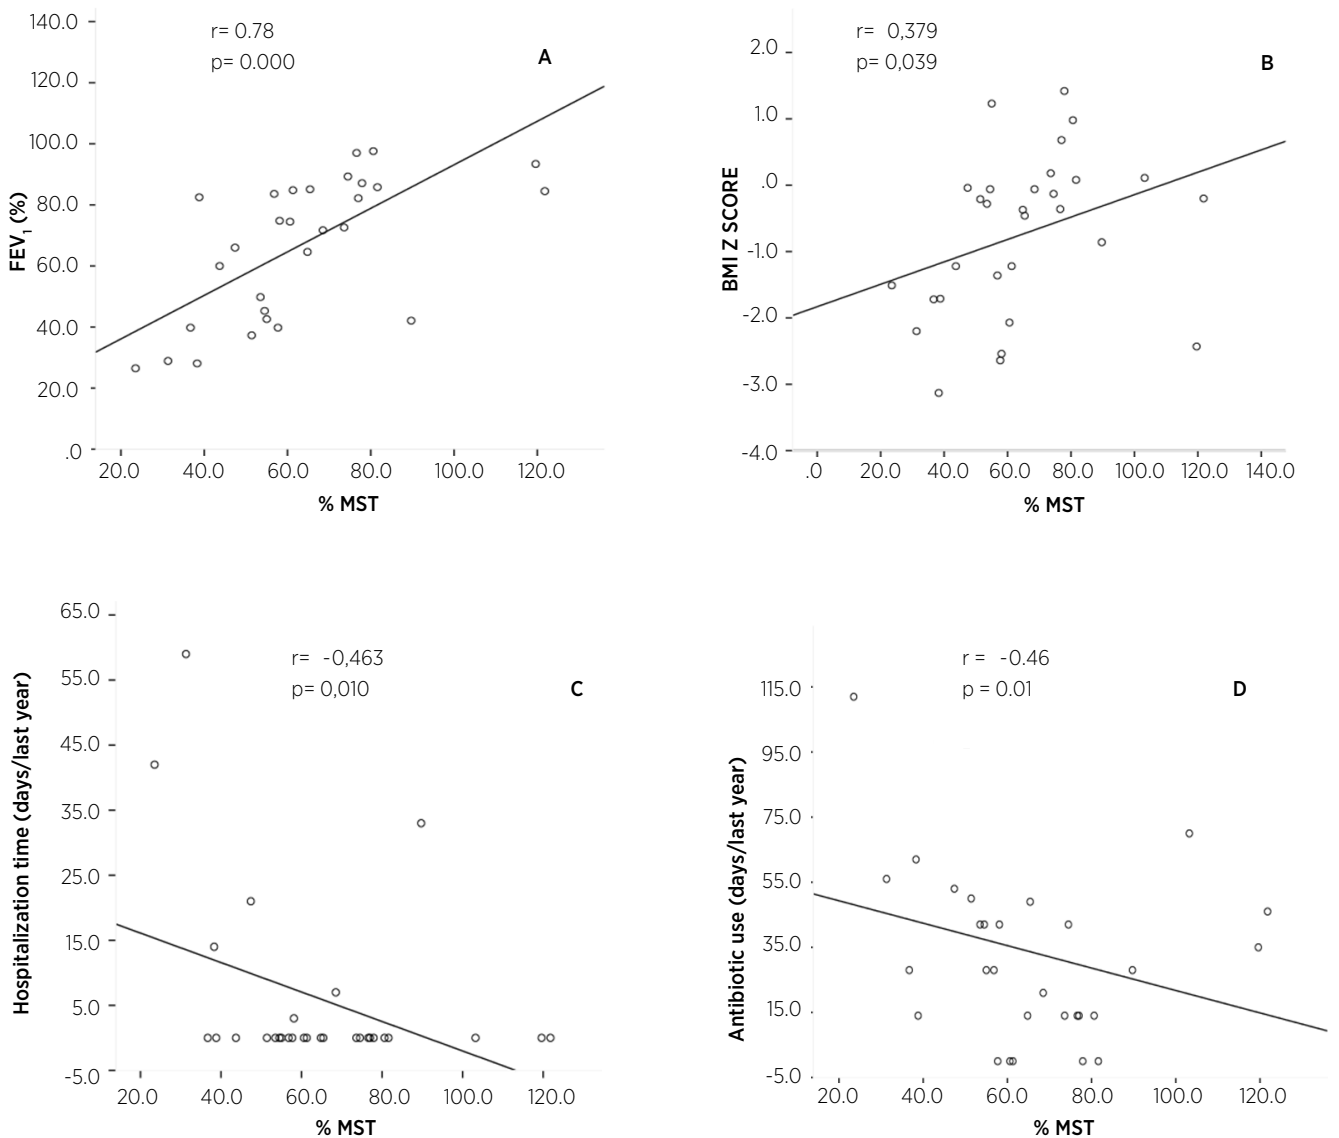 r= 0.78
p= 0.000
A
140.0
120.0
100.0
80.0
60.0
40.0
20.0
.0
FEV1 (%)
20.0 40.0 60.0 80.0 100.0 120.0
% MST
r= 0,379
p= 0,039
B
2.0
1.0
.0
-1.0
-2.0
-3.0
-4.0
BMI Z SCORE
.0 20.0 40.0 60.0 80.0 100.0 120.0 140.0
% MST
r= -0,463
p= 0,010
C
65.0
55.0
45.0
35.0
25.0
15.0
5.0
-5.0
Hospitalization time (days/last year)
20.0 40.0 60.0 80.0 100.0 120.0
% MST
r = -0.46
p = 0.01
D
115.0
95.0
75.0
55.0
35.0
15.0
-5.0
Antibiotic use (days/last year)
20.0 40.0 60.0 80.0 100.0 120.0
% MST